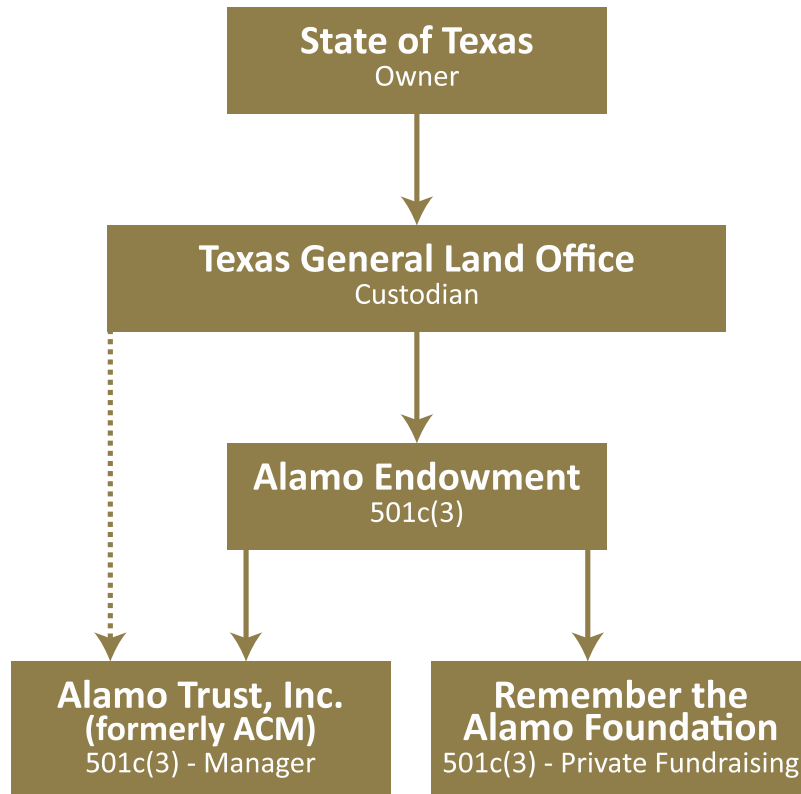 State of Texas
Owner
Texas General Land Office
Custodian
Alamo Endowment
501c(3)
Alamo Trust, Inc.
(formerly ACM)
501c(3) - Manager
Remember the
Alamo Foundation
501c(3) - Private Fundraising